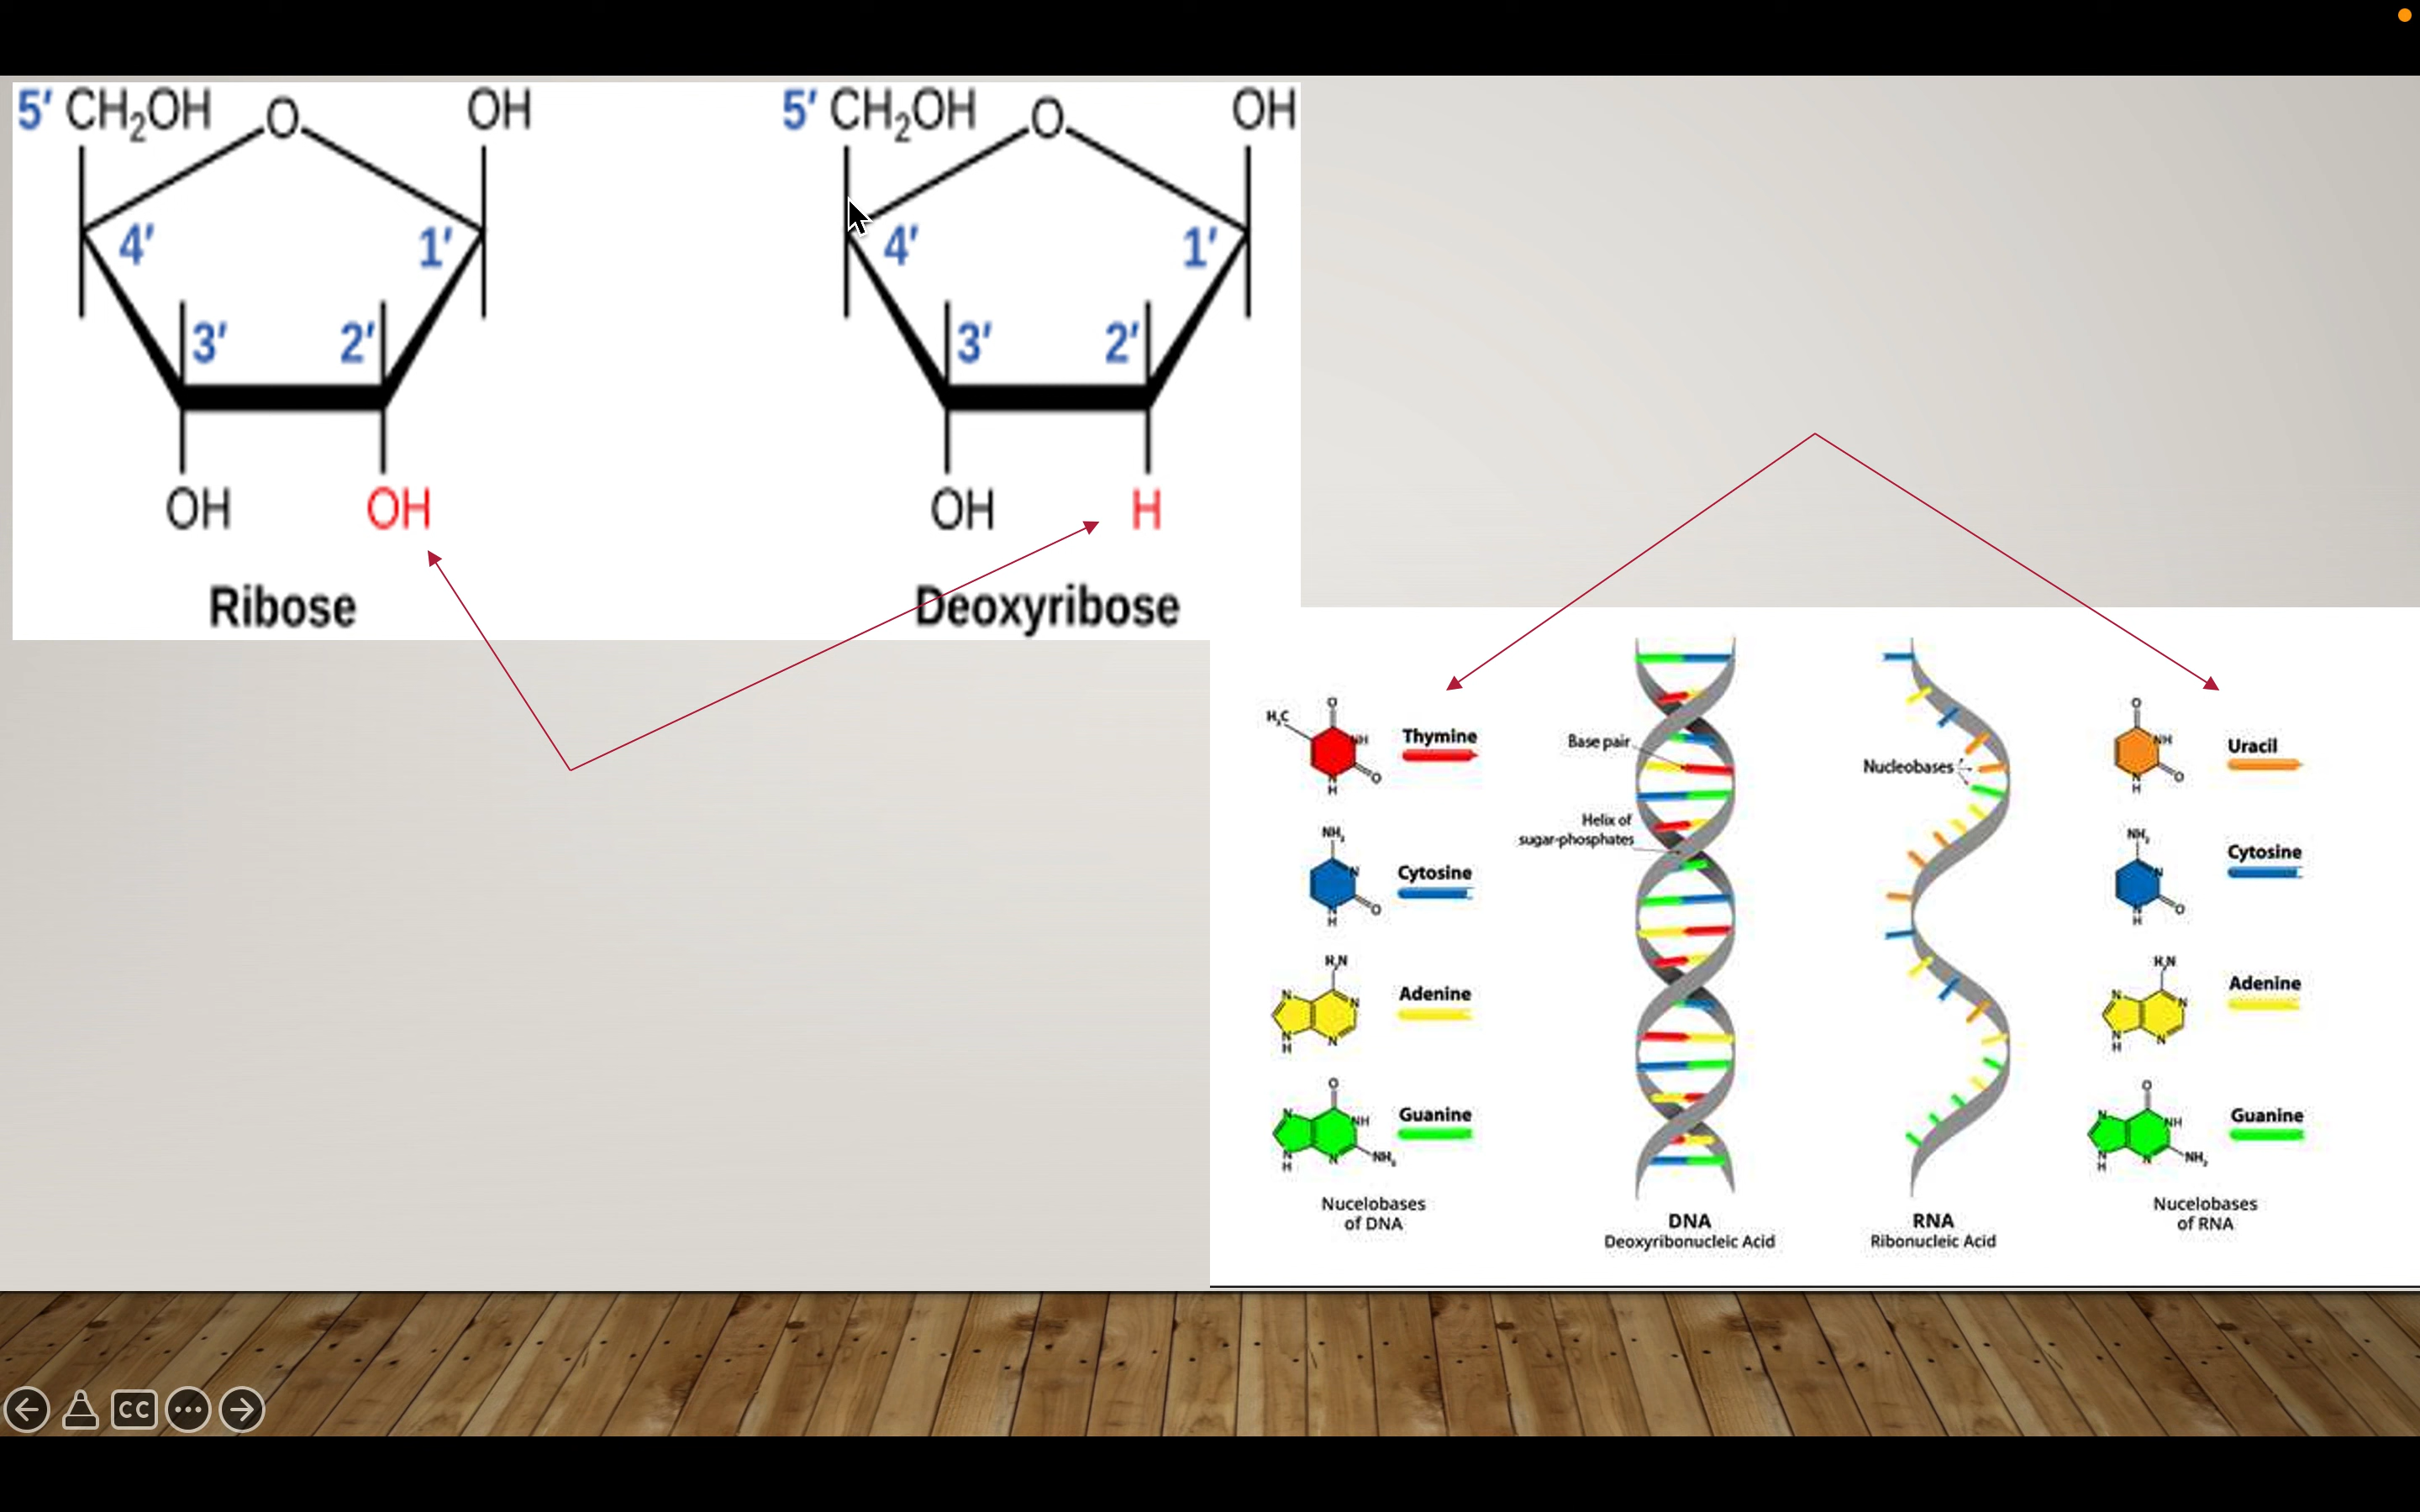 5′ CH₂OH O OH
4′ 1′
3′ 2′
OH OH
Ribose
5′ CH₂OH O OH
4′ 1′
3′ 2′
OH H
Deoxyribose
O
H₃C
NH
O
N
H
Thymine
NH₂
N
O
N
H
Cytosine
H₂N
N
N
N
H
N
Adenine
O
N
NH
N
H
N
NH₂
Guanine
Nucelobases
of DNA
Base pair
Helix of
sugar-phosphates
DNA
Deoxyribonucleic Acid
Nucleobases
RNA
Ribonucleic Acid
O
NH
O
N
H
Uracil
NH₂
N
O
N
H
Cytosine
H₂N
N
N
N
H
N
Adenine
O
N
NH
N
H
N
NH₂
Guanine
Nucelobases
of RNA
CC